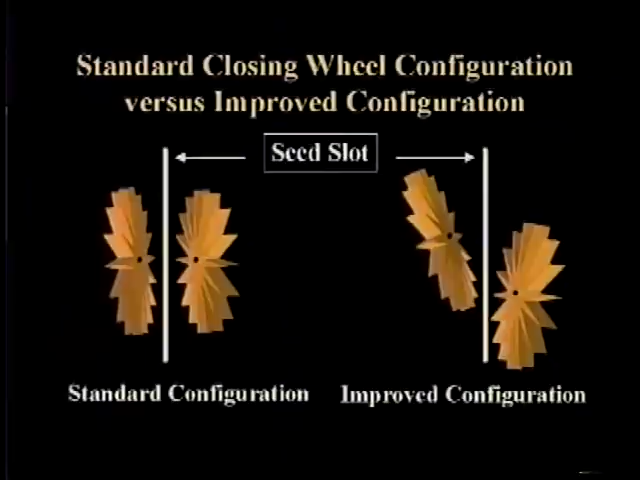 Standard Closing Wheel Configuration
versus Improved Configuration
Seed Slot
Standard Configuration
Improved Configuration